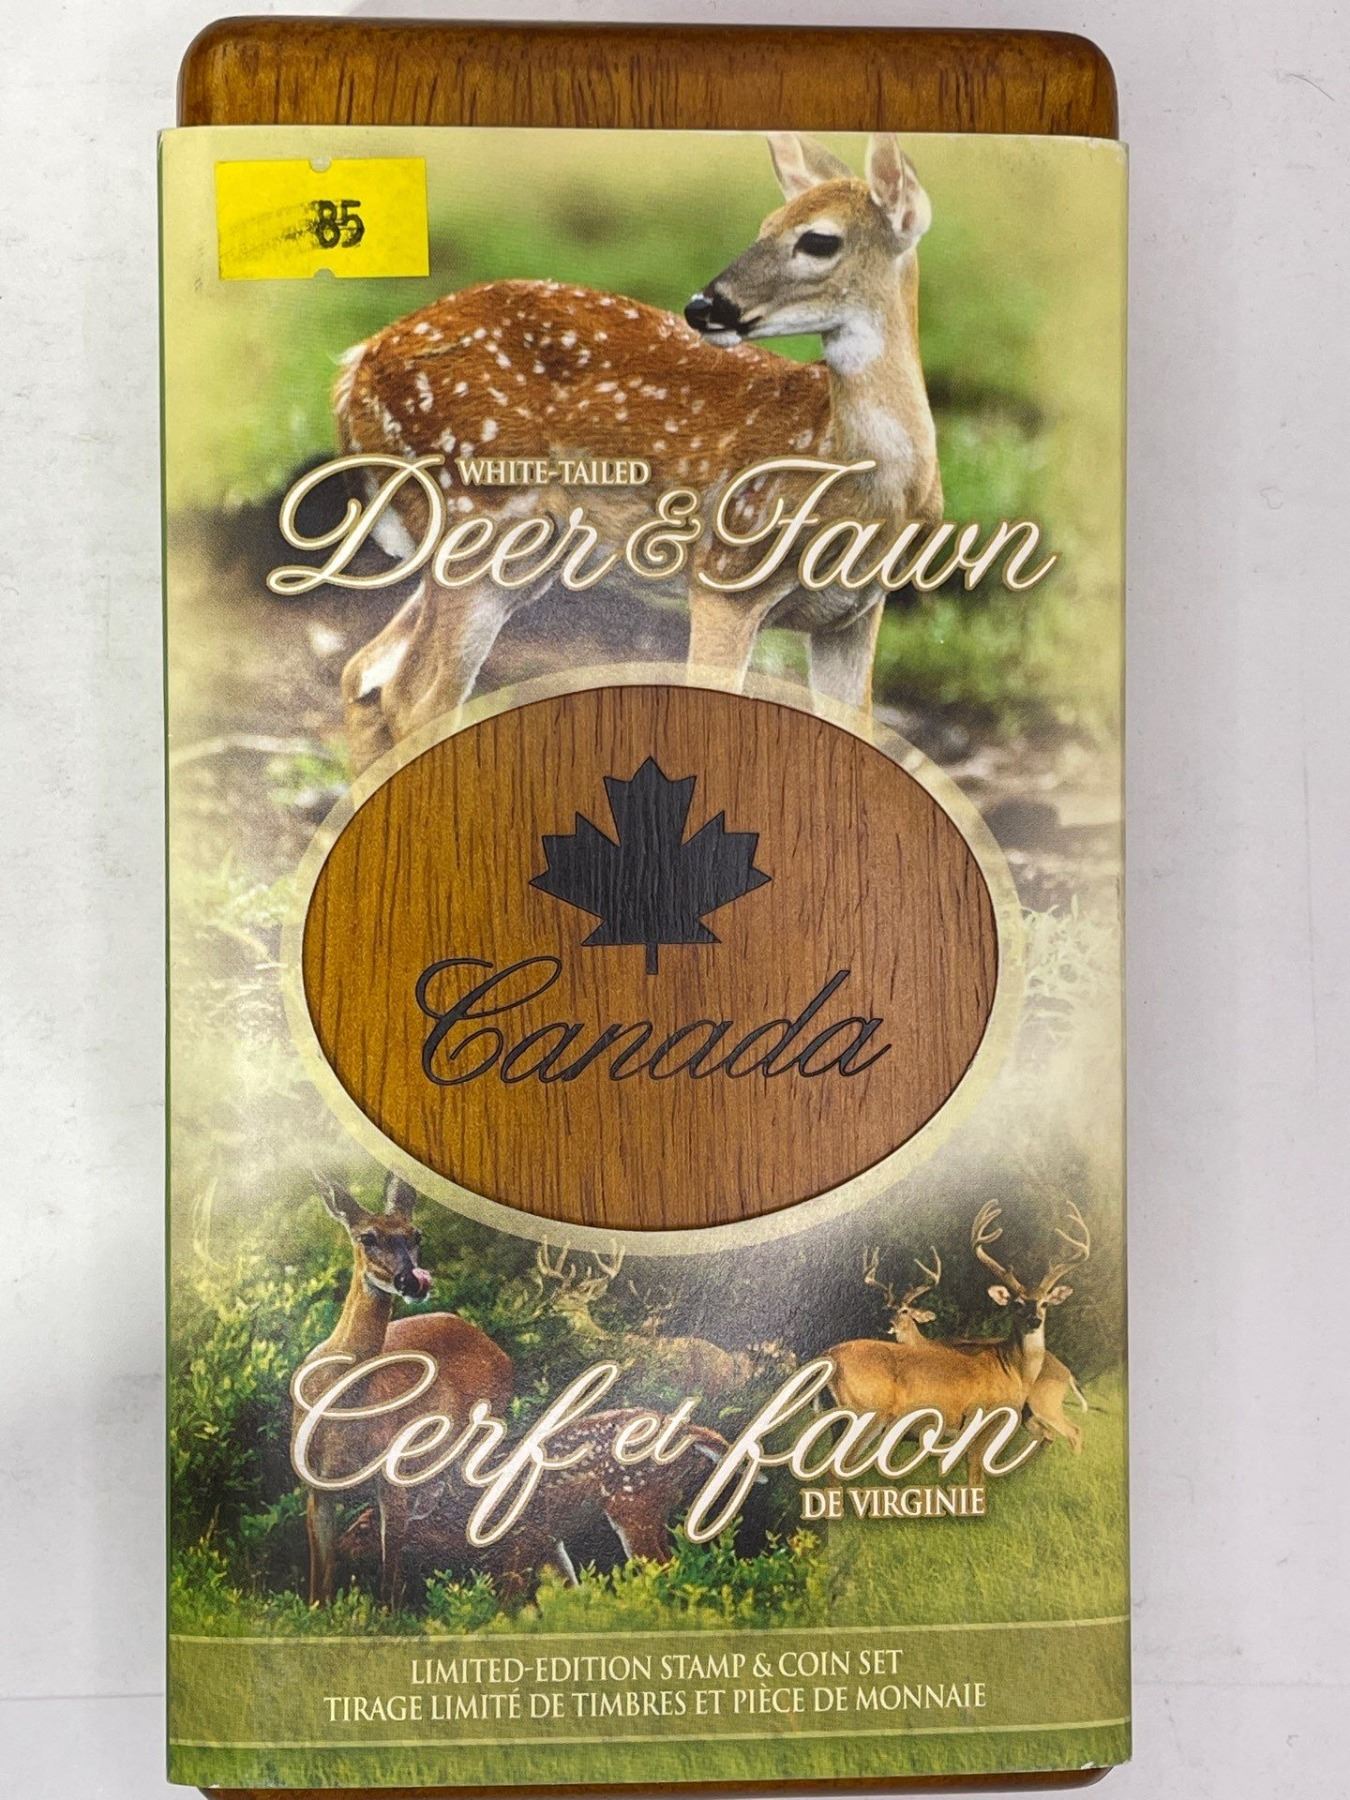 85
WHITE-TAILED
Deer & Fawn
Canada
Cerf et faon
DE VIRGINIE
LIMITED-EDITION STAMP & COIN SET
TIRAGE LIMITÉ DE TIMBRES ET PIÈCE DE MONNAIE